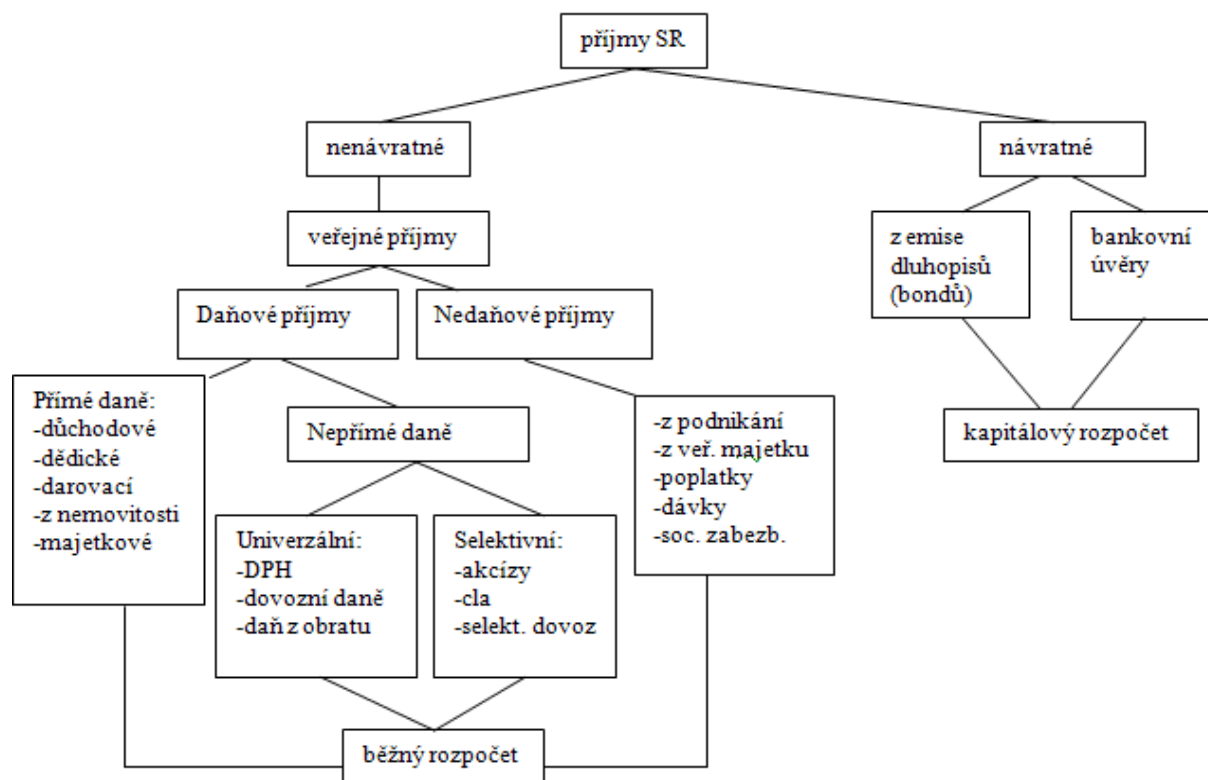 příjmy SR
nenávratné
návratné
veřejné příjmy
z emise
dluhopisů
(bondů)
bankovní
úvěry
Daňové příjmy
Nedaňové příjmy
Přímé daně:
-důchodové
-dědické
-darovací
-z nemovitosti
-majetkové
Nepřímé daně
-z podnikání
-z veř. majetku
-poplatky
-dávky
-soc. zabezb.
kapitálový rozpočet
Univerzální:
-DPH
-dovozní daně
-daň z obratu
Selektivní:
-akcízy
-cla
-selekt. dovoz
běžný rozpočet